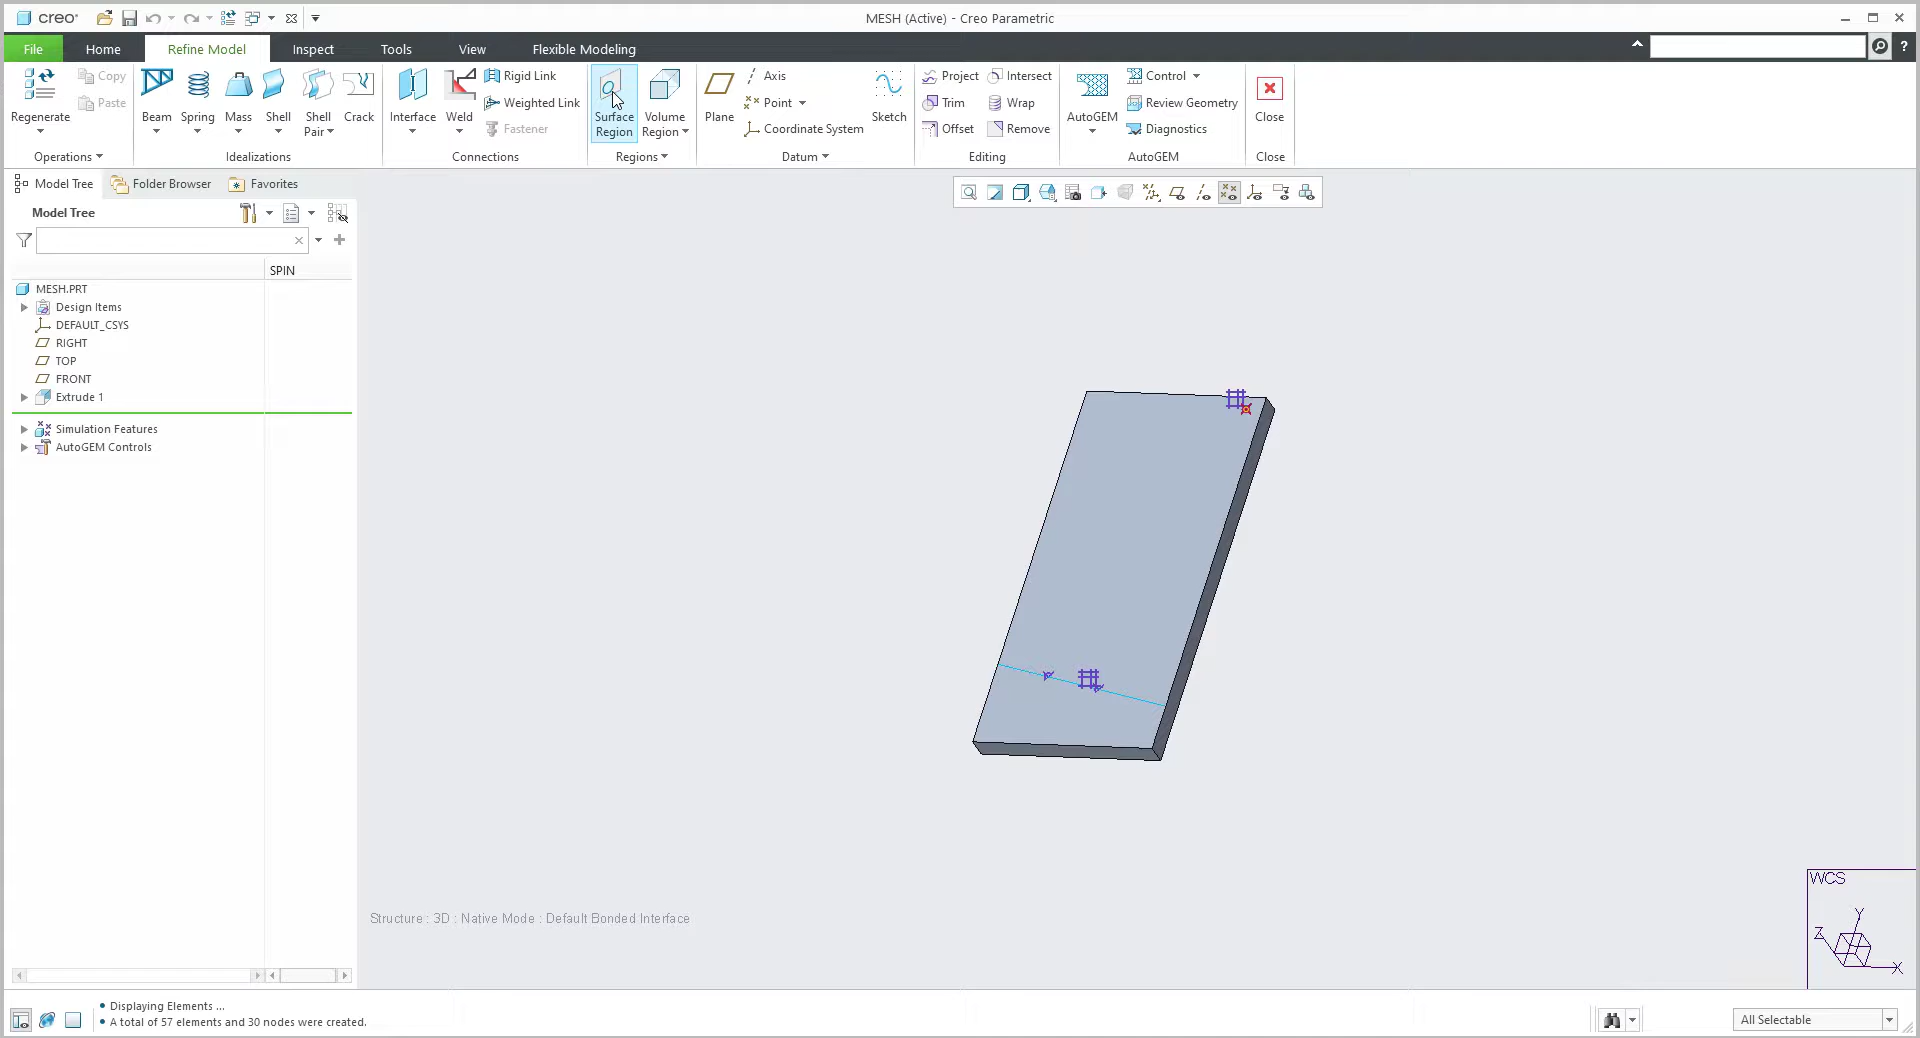 creo®
MESH (Active) - Creo Parametric
File
Home
Refine Model
Inspect
Tools
View
Flexible Modeling
?
Regenerate
Copy
Paste
Operations
Beam
Spring
Mass
Shell
Shell
Pair
Crack
Idealizations
Interface
Weld
Rigid Link
Weighted Link
Fastener
Connections
Surface
Region
Volume
Region
Regions
Plane
Axis
Point
Coordinate System
Sketch
Datum
Project
Intersect
Trim
Wrap
Offset
Remove
Editing
AutoGEM
Control
Review Geometry
Diagnostics
AutoGEM
Close
Close
Model Tree
Folder Browser
Favorites
Model Tree
SPIN
MESH.PRT
Design Items
DEFAULT_CSYS
RIGHT
TOP
FRONT
Extrude 1
Simulation Features
AutoGEM Controls
Structure : 3D : Native Mode : Default Bonded Interface
WCS
Y
Z
X
Displaying Elements ...
A total of 57 elements and 30 nodes were created.
All Selectable